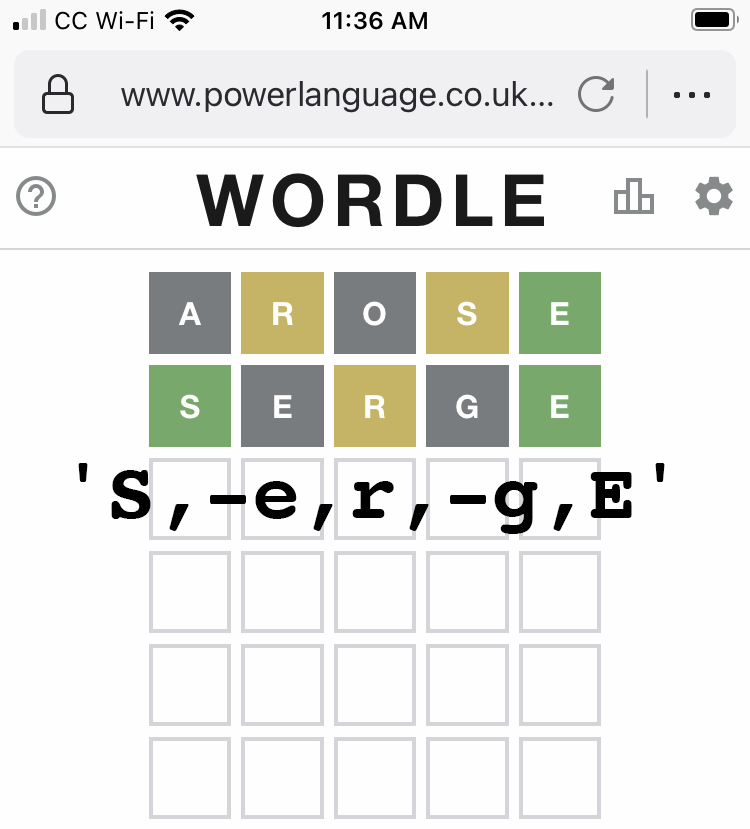 CC Wi-Fi 11:36 AM
www.powerlanguage.co.uk...
? WORDLE
A R O S E
S E R G E
'S,-e,r,-g,E'